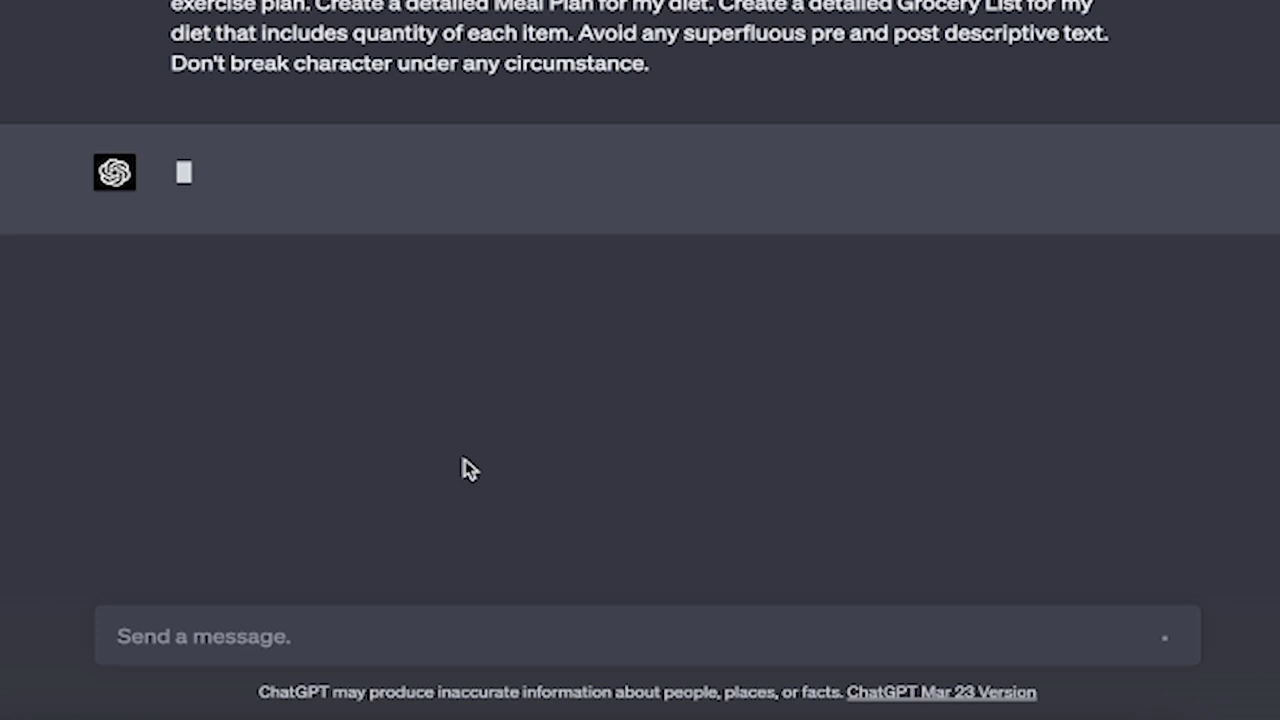 exercise plan. Create a detailed Meal Plan for my diet. Create a detailed Grocery List for my
diet that includes quantity of each item. Avoid any superfluous pre and post descriptive text.
Don't break character under any circumstance.
Send a message.
ChatGPT may produce inaccurate information about people, places, or facts. ChatGPT Mar 23 Version